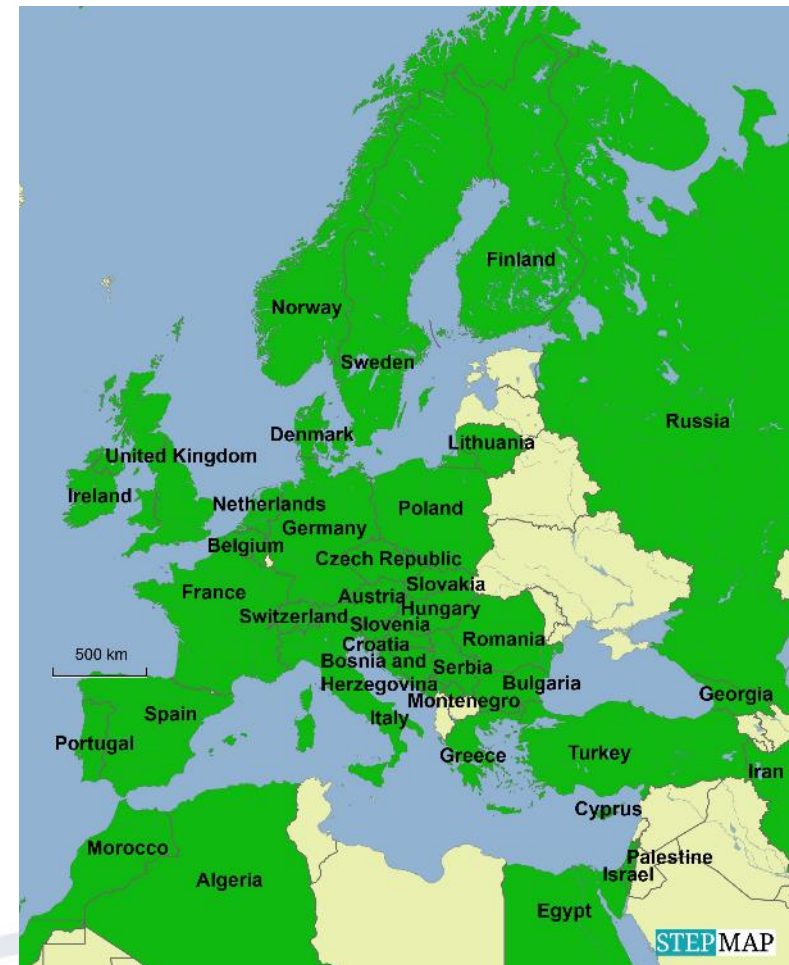 Finland
Norway
Sweden
Russia
Denmark
Lithuania
United Kingdom
Ireland
Netherlands
Poland
Germany
Belgium
Czech Republic
Slovakia
France
Austria
Hungary
Switzerland
Slovenia
Croatia
Romania
500 km
Bosnia and
Herzegovina
Serbia
Bulgaria
Montenegro
Georgia
Spain
Italy
Portugal
Greece
Turkey
Iran
Cyprus
Morocco
Palestine
Algeria
Israel
Egypt
STEPMAP